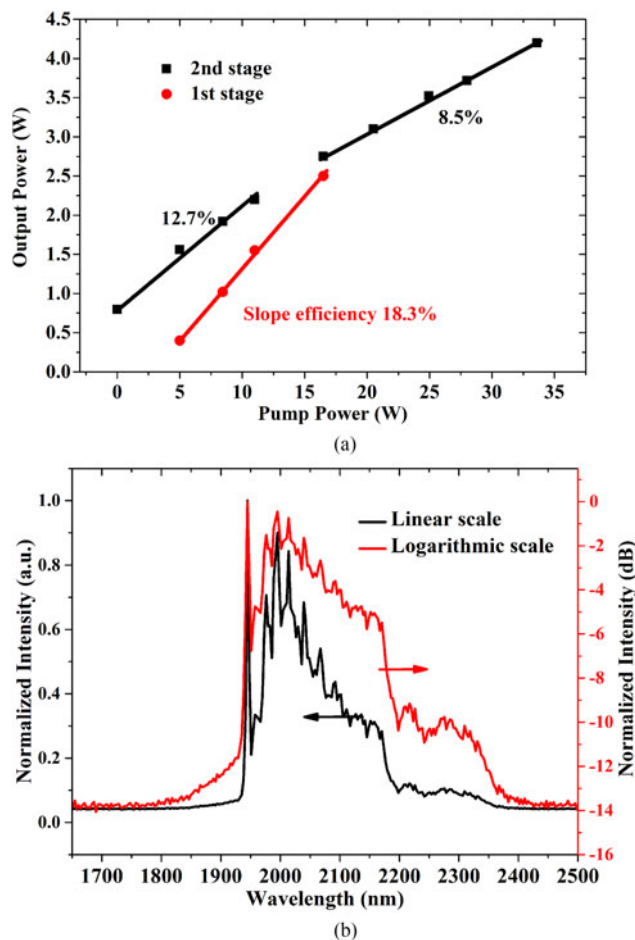 4.5
4.0
3.5
3.0
2.5
2.0
1.5
1.0
0.5
0.0
Output Power (W)
2nd stage
1st stage
12.7%
8.5%
Slope efficiency 18.3%
0 5 10 15 20 25 30 35
Pump Power (W)
(a)
1.0
0.8
0.6
0.4
0.2
0.0
Normalized Intensity (a.u.)
Linear scale
Logarithmic scale
0
-2
-4
-6
-8
-10
-12
-14
-16
Normalized Intensity (dB)
1700 1800 1900 2000 2100 2200 2300 2400 2500
Wavelength (nm)
(b)